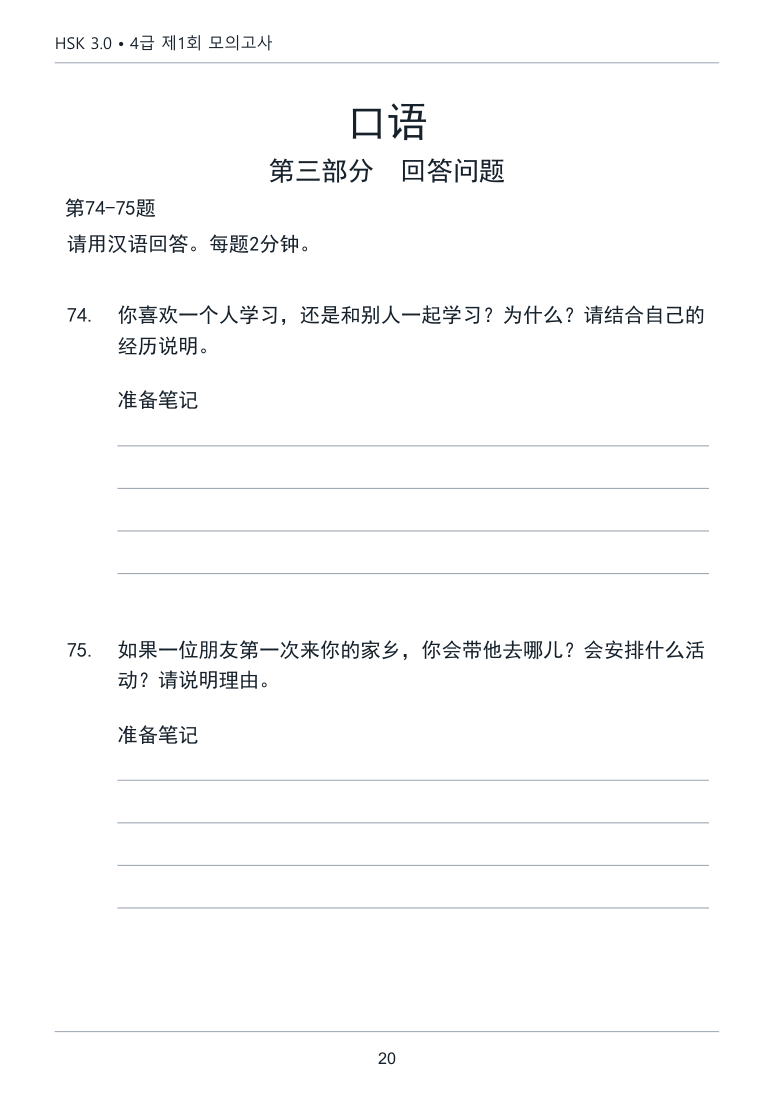 HSK 3.0 • 4급 제1회 모의고사
口语
第三部分　回答问题
第74-75题
请用汉语回答。每题2分钟。
74. 你喜欢一个人学习，还是和别人一起学习？为什么？请结合自己的
经历说明。
准备笔记
75. 如果一位朋友第一次来你的家乡，你会带他去哪儿？会安排什么活
动？请说明理由。
准备笔记
20